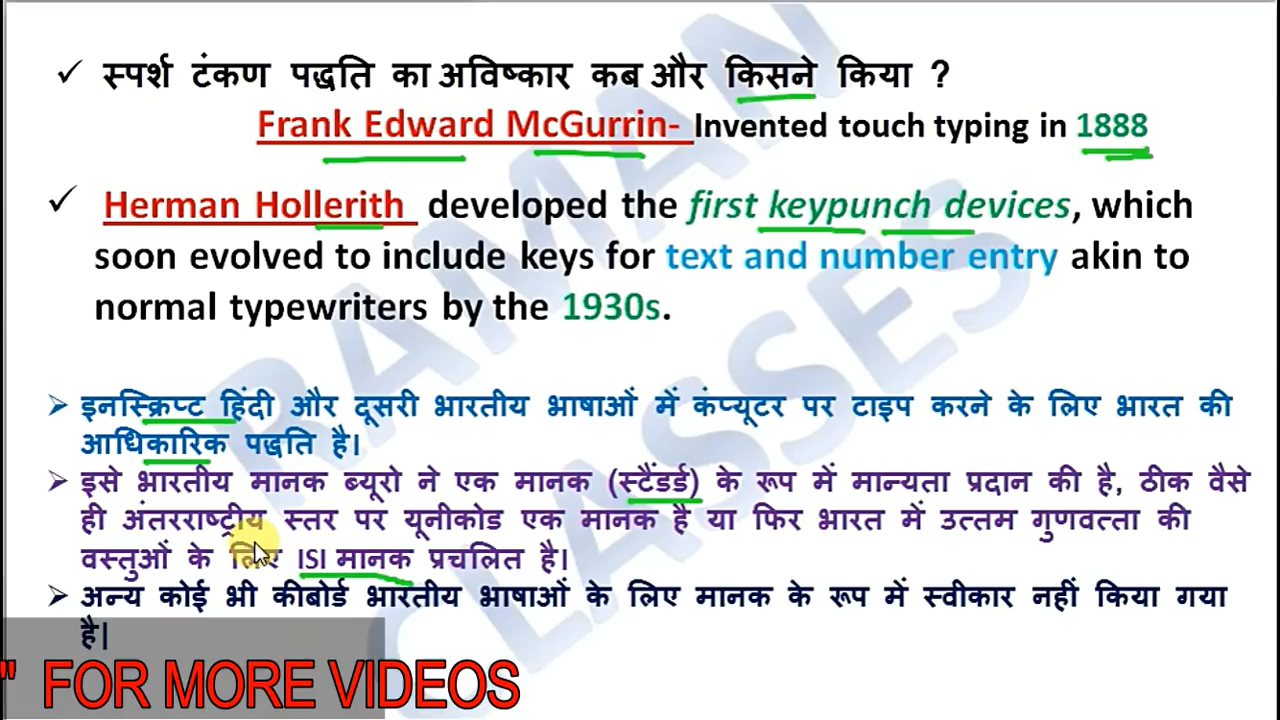 ✓ स्पर्श टंकण पद्धति का अविष्कार कब और किसने किया ?
Frank Edward McGurrin- Invented touch typing in 1888
✓ Herman Hollerith developed the first keypunch devices, which
soon evolved to include keys for text and number entry akin to
normal typewriters by the 1930s.
➢ इनस्क्रिप्ट हिंदी और दूसरी भारतीय भाषाओं में कंप्यूटर पर टाइप करने के लिए भारत की
आधिकारिक पद्धति है।
➢ इसे भारतीय मानक ब्यूरो ने एक मानक (स्टैंडर्ड) के रूप में मान्यता प्रदान की है, ठीक वैसे
ही अंतरराष्ट्रीय स्तर पर यूनीकोड एक मानक है या फिर भारत में उत्तम गुणवत्ता की
वस्तुओं के लिए ISI मानक प्रचलित है।
➢ अन्य कोई भी कीबोर्ड भारतीय भाषाओं के लिए मानक के रूप में स्वीकार नहीं किया गया
है।
" FOR MORE VIDEOS
RAMAN
CLASSES